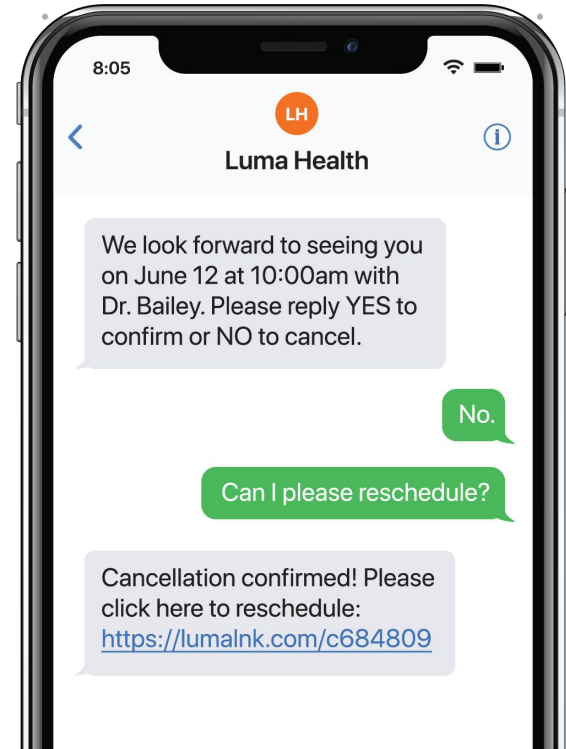 8:05
LH
Luma Health
We look forward to seeing you
on June 12 at 10:00am with
Dr. Bailey. Please reply YES to
confirm or NO to cancel.
No.
Can I please reschedule?
Cancellation confirmed! Please
click here to reschedule:
https://lumalnk.com/c684809